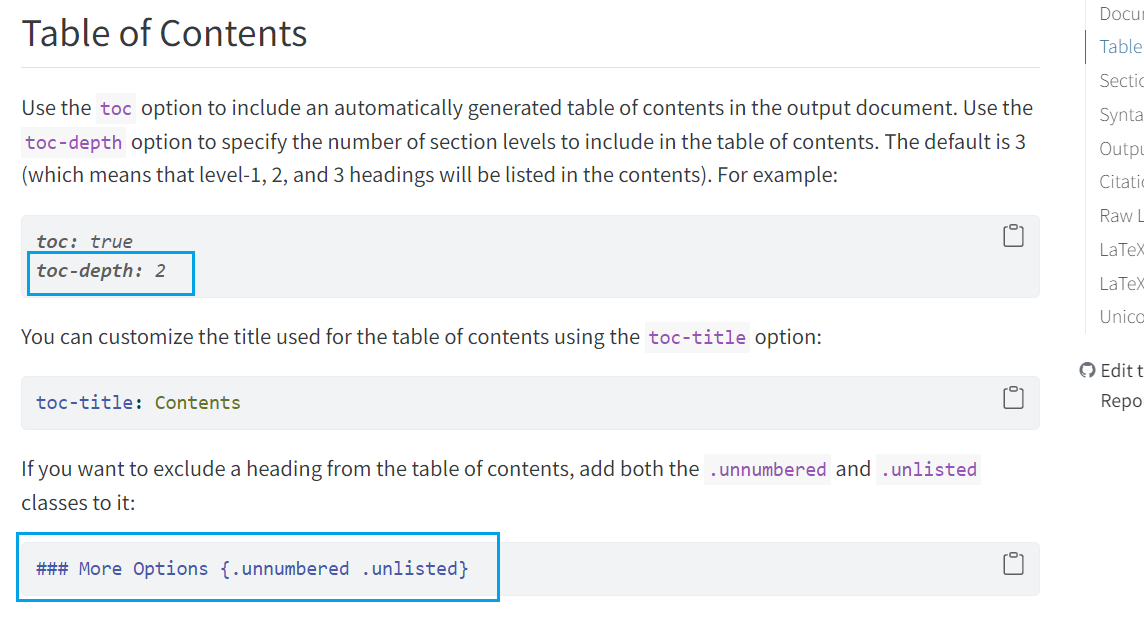 Table of Contents
Use the toc option to include an automatically generated table of contents in the output document. Use the
toc-depth option to specify the number of section levels to include in the table of contents. The default is 3
(which means that level-1, 2, and 3 headings will be listed in the contents). For example:
toc: true
toc-depth: 2
You can customize the title used for the table of contents using the toc-title option:
toc-title: Contents
If you want to exclude a heading from the table of contents, add both the .unnumbered and .unlisted
classes to it:
### More Options {.unnumbered .unlisted}
Docu
Table
Sectio
Synta
Outpu
Citati
Raw L
LaTeX
LaTeX
Unico
Edit t
Repo